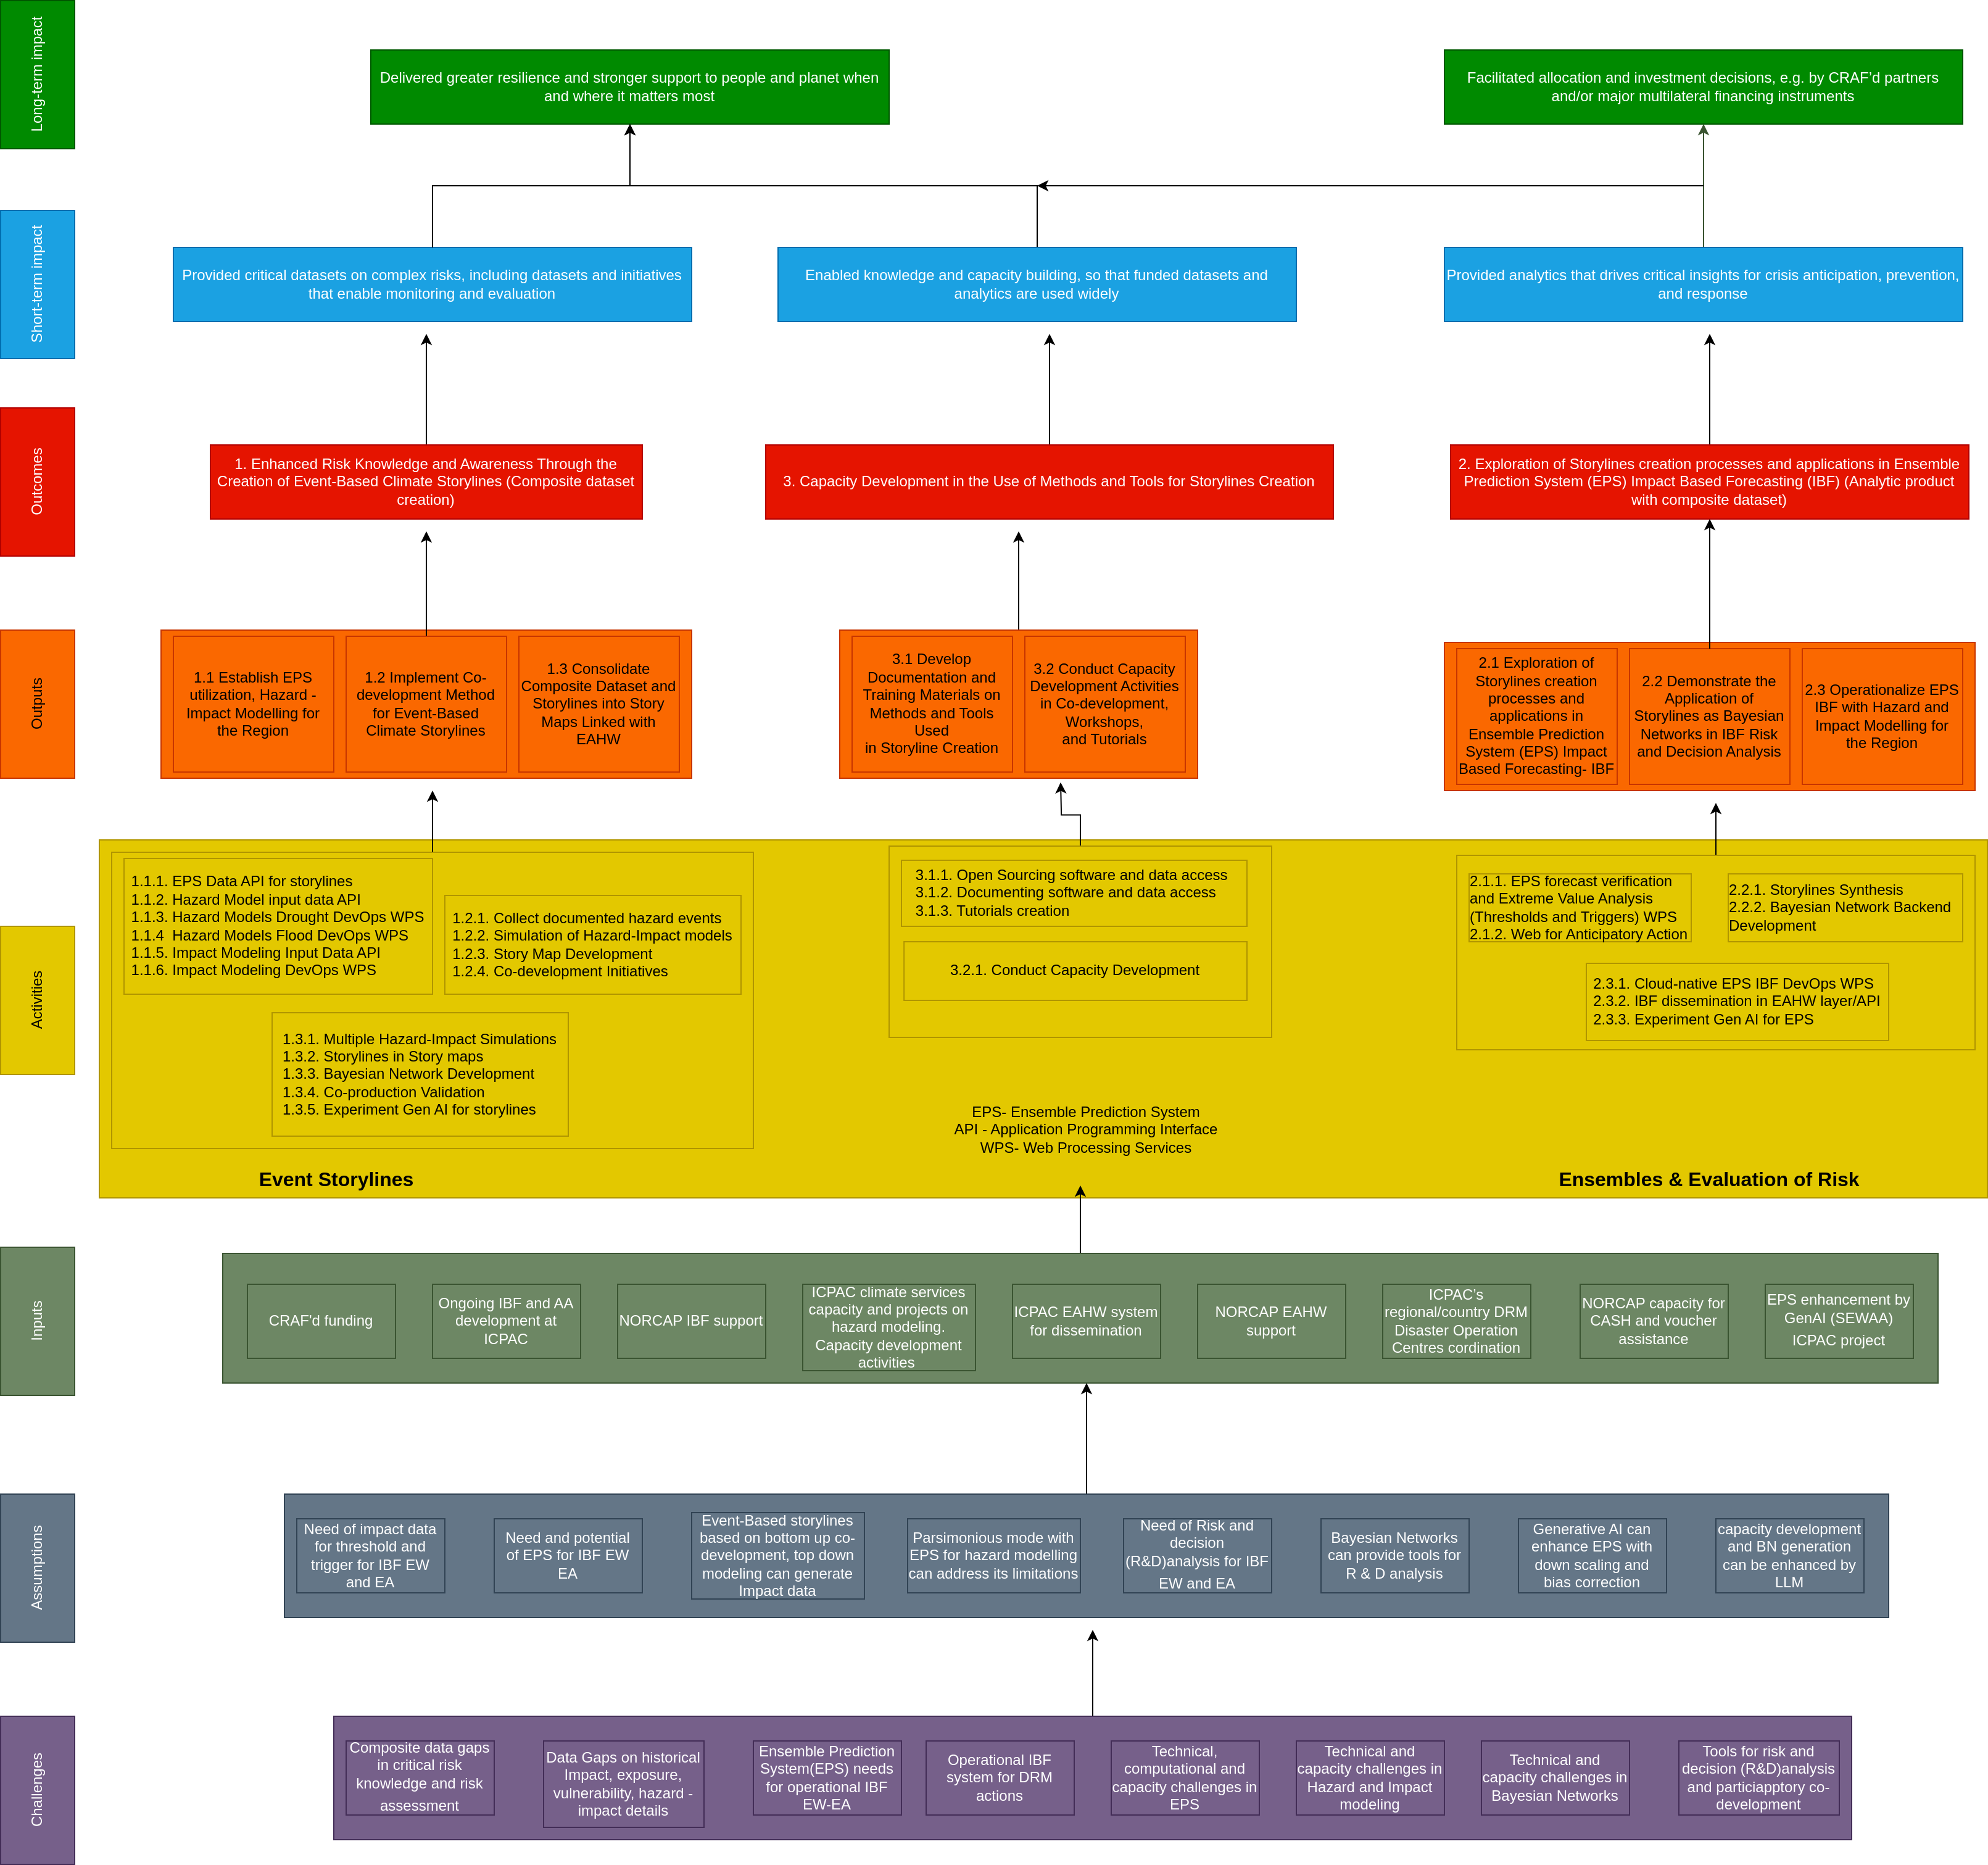 Long-term impact
Delivered greater resilience and stronger support to people and planet when
and where it matters most
Facilitated allocation and investment decisions, e.g. by CRAF’d partners
and/or major multilateral financing instruments
Short-term impact
Provided critical datasets on complex risks, including datasets and initiatives
that enable monitoring and evaluation
Enabled knowledge and capacity building, so that funded datasets and
analytics are used widely
Provided analytics that drives critical insights for crisis anticipation, prevention,
and response
Outcomes
1. Enhanced Risk Knowledge and Awareness Through the
Creation of Event-Based Climate Storylines (Composite dataset
creation)
3. Capacity Development in the Use of Methods and Tools for Storylines Creation
2. Exploration of Storylines creation processes and applications in Ensemble
Prediction System (EPS) Impact Based Forecasting (IBF) (Analytic product
with composite dataset)
Outputs
1.1 Establish EPS
utilization, Hazard -
Impact Modelling for
the Region
1.2 Implement Co-
development Method
for Event-Based
Climate Storylines
1.3 Consolidate
Composite Dataset and
Storylines into Story
Maps Linked with
EAHW
3.1 Develop
Documentation and
Training Materials on
Methods and Tools
Used
in Storyline Creation
3.2 Conduct Capacity
Development Activities
in Co-development,
Workshops,
and Tutorials
2.1 Exploration of
Storylines creation
processes and
applications in
Ensemble Prediction
System (EPS) Impact
Based Forecasting- IBF
2.2 Demonstrate the
Application of
Storylines as Bayesian
Networks in IBF Risk
and Decision Analysis
2.3 Operationalize EPS
IBF with Hazard and
Impact Modelling for
the Region
Activities
1.1.1. EPS Data API for storylines
1.1.2. Hazard Model input data API
1.1.3. Hazard Models Drought DevOps WPS
1.1.4 Hazard Models Flood DevOps WPS
1.1.5. Impact Modeling Input Data API
1.1.6. Impact Modeling DevOps WPS
1.2.1. Collect documented hazard events
1.2.2. Simulation of Hazard-Impact models
1.2.3. Story Map Development
1.2.4. Co-development Initiatives
1.3.1. Multiple Hazard-Impact Simulations
1.3.2. Storylines in Story maps
1.3.3. Bayesian Network Development
1.3.4. Co-production Validation
1.3.5. Experiment Gen AI for storylines
3.1.1. Open Sourcing software and data access
3.1.2. Documenting software and data access
3.1.3. Tutorials creation
3.2.1. Conduct Capacity Development
2.1.1. EPS forecast verification
and Extreme Value Analysis
(Thresholds and Triggers) WPS
2.1.2. Web for Anticipatory Action
2.2.1. Storylines Synthesis
2.2.2. Bayesian Network Backend
Development
2.3.1. Cloud-native EPS IBF DevOps WPS
2.3.2. IBF dissemination in EAHW layer/API
2.3.3. Experiment Gen AI for EPS
EPS- Ensemble Prediction System
API - Application Programming Interface
WPS- Web Processing Services
Event Storylines
Ensembles & Evaluation of Risk
Inputs
CRAF'd funding
Ongoing IBF and AA
development at
ICPAC
NORCAP IBF support
ICPAC climate services
capacity and projects on
hazard modeling.
Capacity development
activities
ICPAC EAHW system
for dissemination
NORCAP EAHW
support
ICPAC’s
regional/country DRM
Disaster Operation
Centres cordination
NORCAP capacity for
CASH and voucher
assistance
EPS enhancement by
GenAI (SEWAA)
ICPAC project
Assumptions
Need of impact data
for threshold and
trigger for IBF EW
and EA
Need and potential
of EPS for IBF EW
EA
Event-Based storylines
based on bottom up co-
development, top down
modeling can generate
Impact data
Parsimonious mode with
EPS for hazard modelling
can address its limitations
Need of Risk and
decision
(R&D)analysis for IBF
EW and EA
Bayesian Networks
can provide tools for
R & D analysis
Generative AI can
enhance EPS with
down scaling and
bias correction
capacity development
and BN generation
can be enhanced by
LLM
Challenges
Composite data gaps
in critical risk
knowledge and risk
assessment
Data Gaps on historical
Impact, exposure,
vulnerability, hazard -
impact details
Ensemble Prediction
System(EPS) needs
for operational IBF
EW-EA
Operational IBF
system for DRM
actions
Technical,
computational and
capacity challenges in
EPS
Technical and
capacity challenges in
Hazard and Impact
modeling
Technical and
capacity challenges in
Bayesian Networks
Tools for risk and
decision (R&D)analysis
and particiapptory co-
development